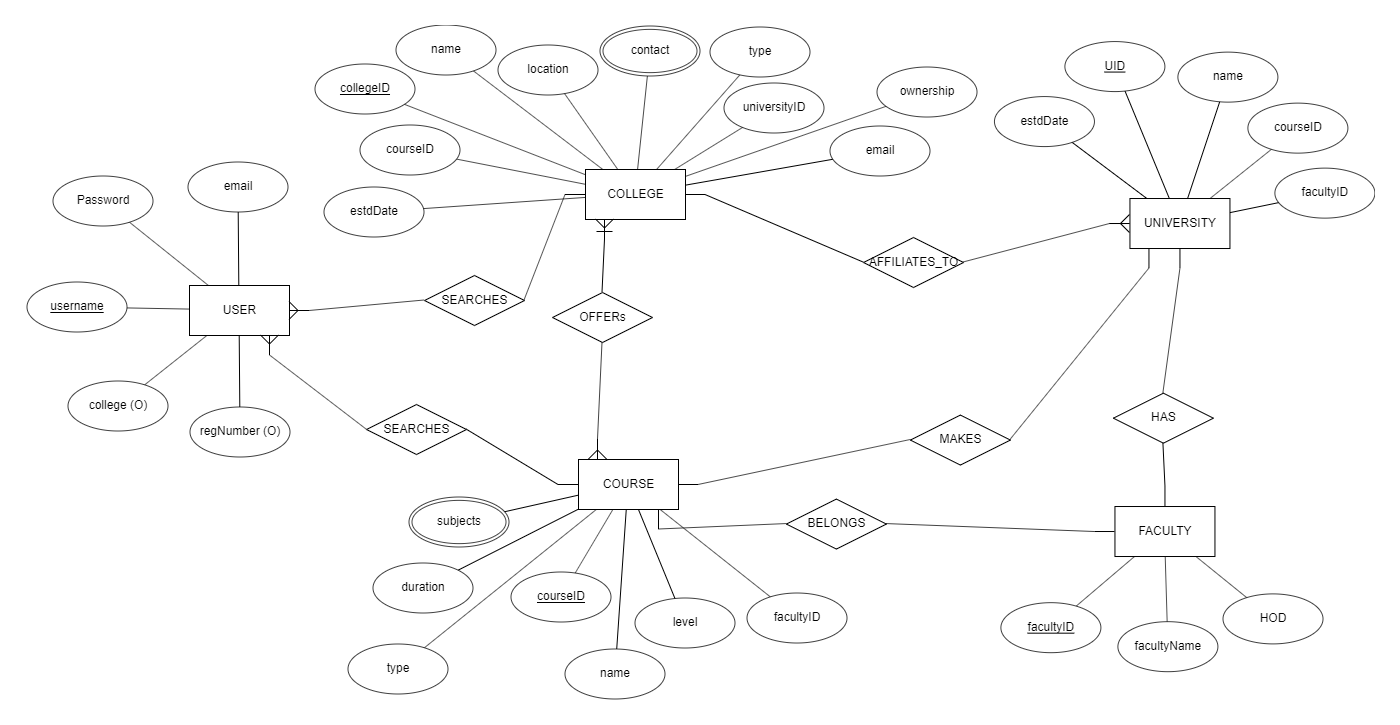 name
location
contact
type
collegeID
universityID
ownership
courseID
email
estdDate
COLLEGE
UID
name
estdDate
courseID
facultyID
UNIVERSITY
Password
email
username
USER
college (O)
regNumber (O)
SEARCHES
OFFERs
AFFILIATES_TO
SEARCHES
MAKES
HAS
COURSE
subjects
duration
type
courseID
name
level
facultyID
BELONGS
FACULTY
facultyID
facultyName
HOD